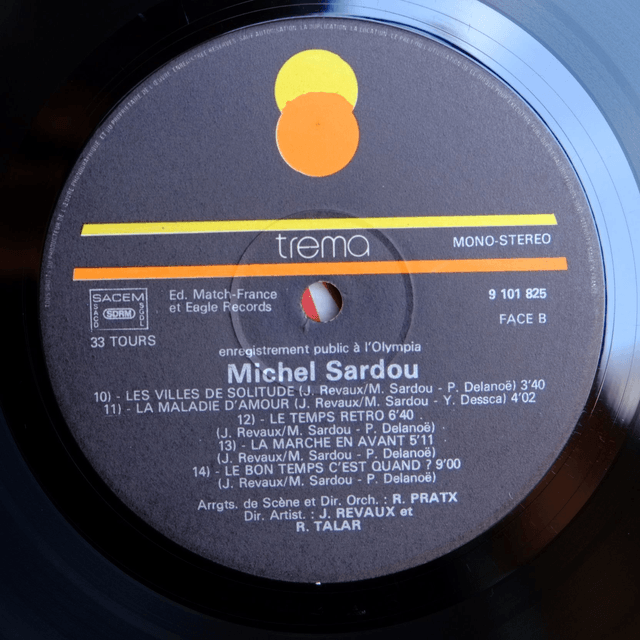 trema
MONO-STEREO
SACEM
SACD
SDRM
SGDL
33 TOURS
Ed. Match-France
et Eagle Records
9 101 825
FACE B
enregistrement public à l'Olympia
Michel Sardou
10) - LES VILLES DE SOLITUDE (J. Revaux/M. Sardou - P. Delanoë) 3'40
11) - LA MALADIE D'AMOUR (J. Revaux/M. Sardou - Y. Dessca) 4'02
12) - LE TEMPS RETRO 6'40
(J. Revaux/M. Sardou - P. Delanoë)
13) - LA MARCHE EN AVANT 5'11
(J. Revaux/M. Sardou - P. Delanoë)
14) - LE BON TEMPS C'EST QUAND ? 9'00
(J. Revaux/M. Sardou - P. Delanoë)
Arrgts. de Scène et Dir. Orch. : R. PRATX
Dir. Artist. : J. REVAUX et
R. TALAR